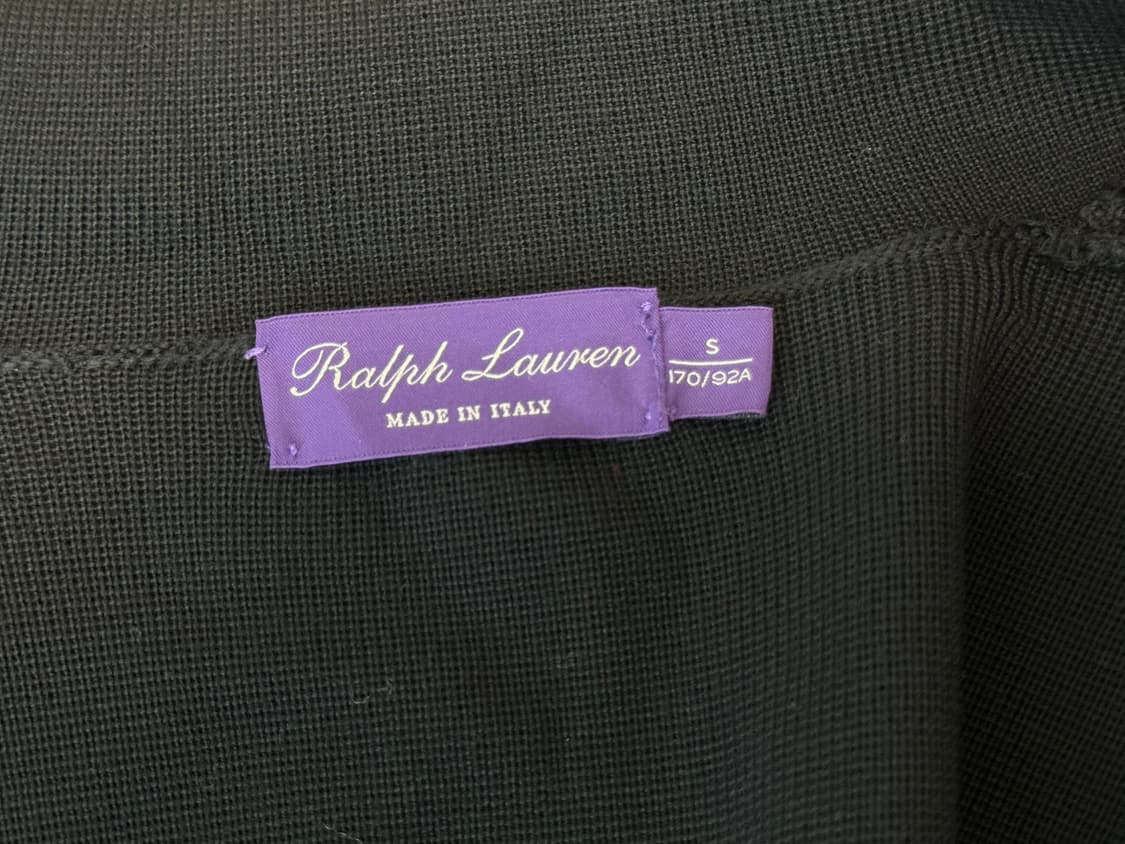 Ralph Lauren
MADE IN ITALY
S
170/92A